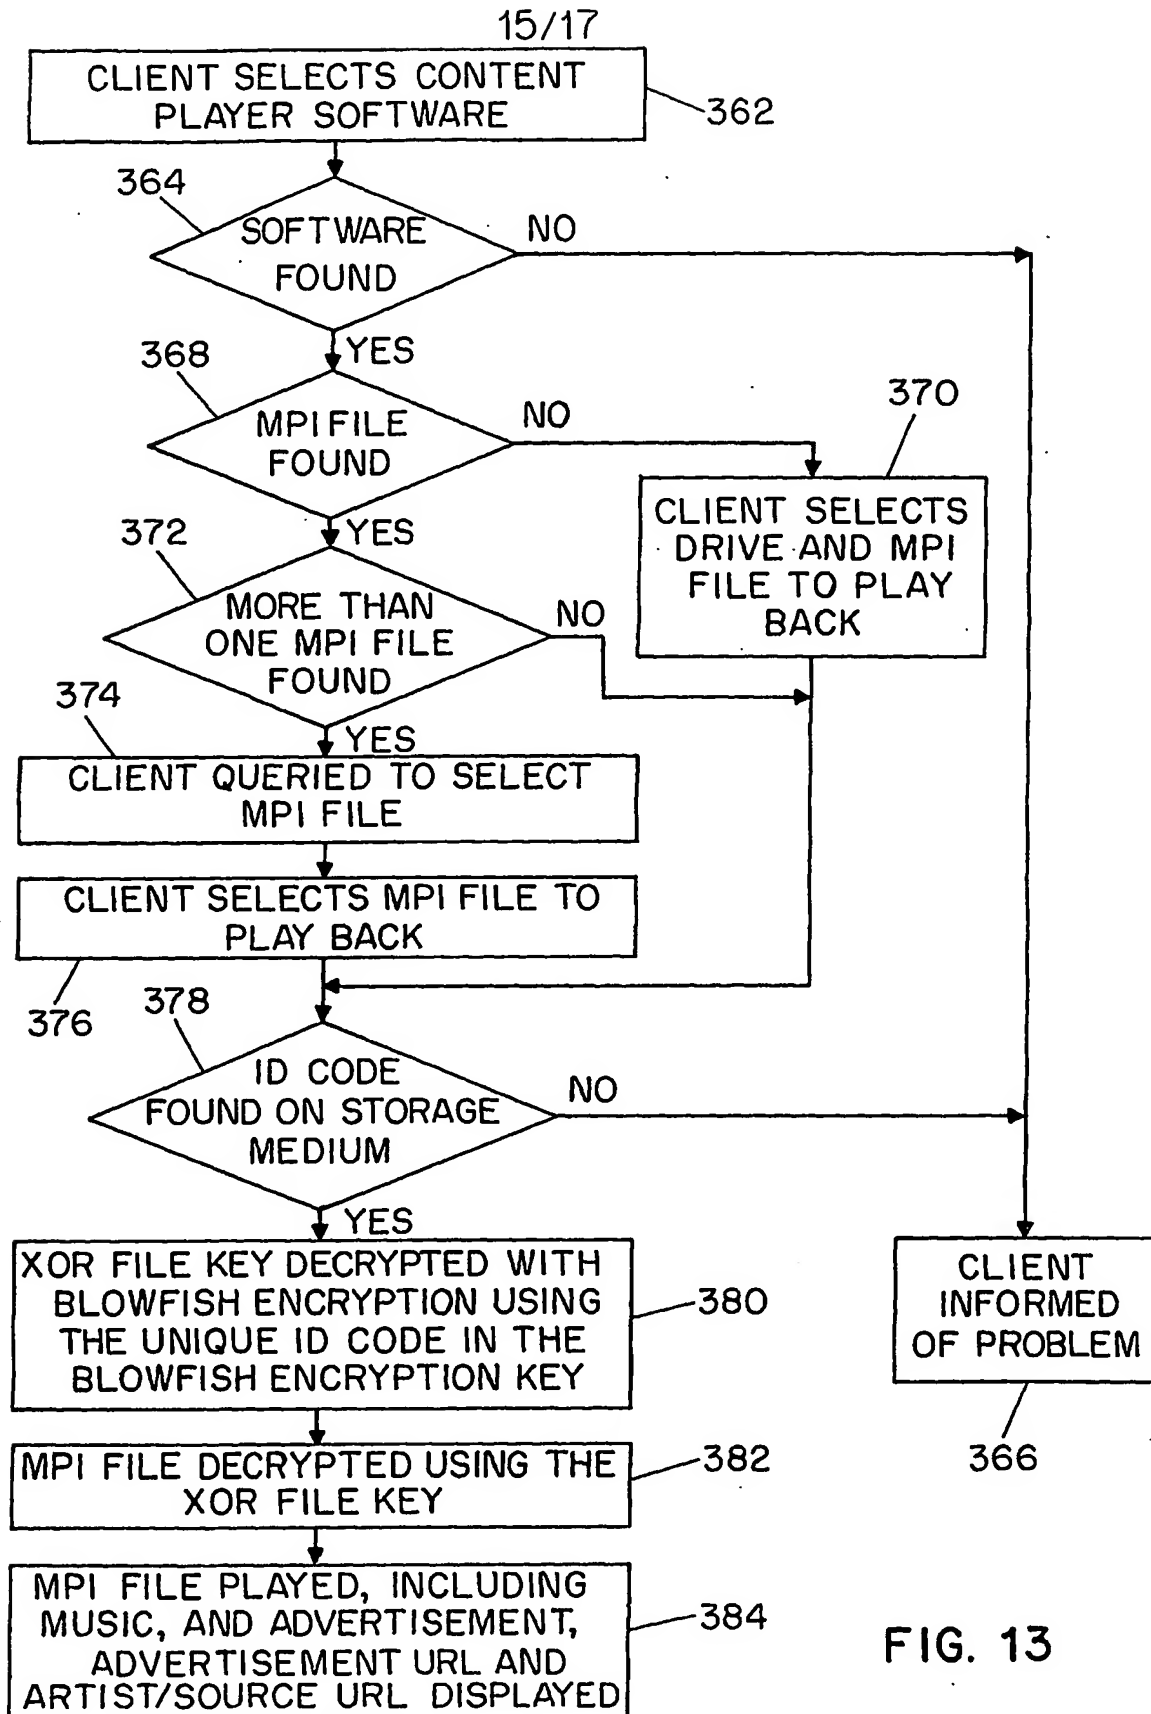 15/17
CLIENT SELECTS CONTENT
PLAYER SOFTWARE
362
364
SOFTWARE
FOUND
NO
YES
368
MPI FILE
FOUND
NO
370
CLIENT SELECTS
DRIVE AND MPI
FILE TO PLAY
BACK
YES
372
MORE THAN
ONE MPI FILE
FOUND
NO
374
YES
CLIENT QUERIED TO SELECT
MPI FILE
CLIENT SELECTS MPI FILE TO
PLAY BACK
376
378
ID CODE
FOUND ON STORAGE
MEDIUM
NO
YES
XOR FILE KEY DECRYPTED WITH
BLOWFISH ENCRYPTION USING
THE UNIQUE ID CODE IN THE
BLOWFISH ENCRYPTION KEY
380
CLIENT
INFORMED
OF PROBLEM
366
MPI FILE DECRYPTED USING THE
XOR FILE KEY
382
MPI FILE PLAYED, INCLUDING
MUSIC, AND ADVERTISEMENT,
ADVERTISEMENT URL AND
ARTIST/SOURCE URL DISPLAYED
384
FIG. 13